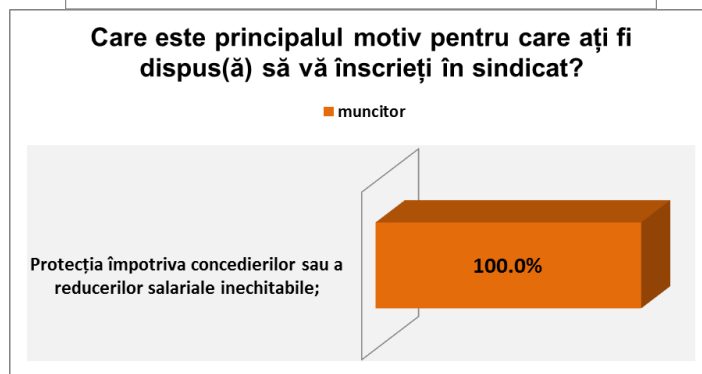 Care este principalul motiv pentru care ați fi
dispus(ă) să vă înscrieți în sindicat?
muncitor
Protecția împotriva concedierilor sau a
reducerilor salariale inechitabile;
100.0%